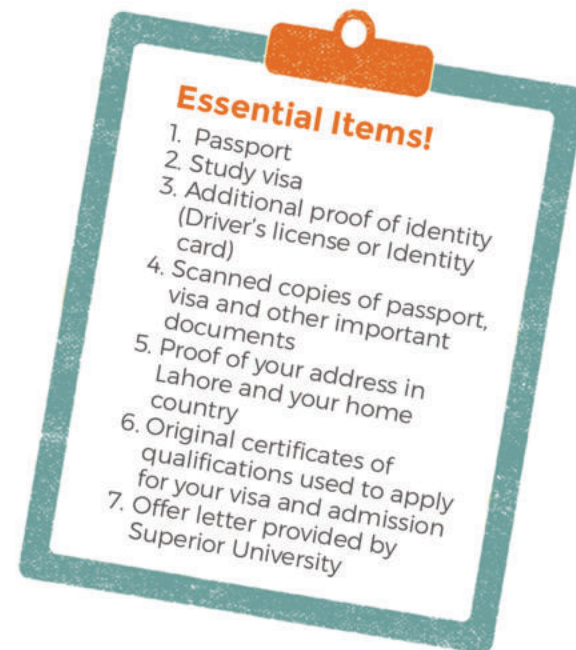 Essential Items!
1. Passport
2. Study visa
3. Additional proof of identity
(Driver's license or Identity
card)
4. Scanned copies of passport,
visa and other important
documents
5. Proof of your address in
Lahore and your home
country
6. Original certificates of
qualifications used to apply
for your visa and admission
7. Offer letter provided by
Superior University